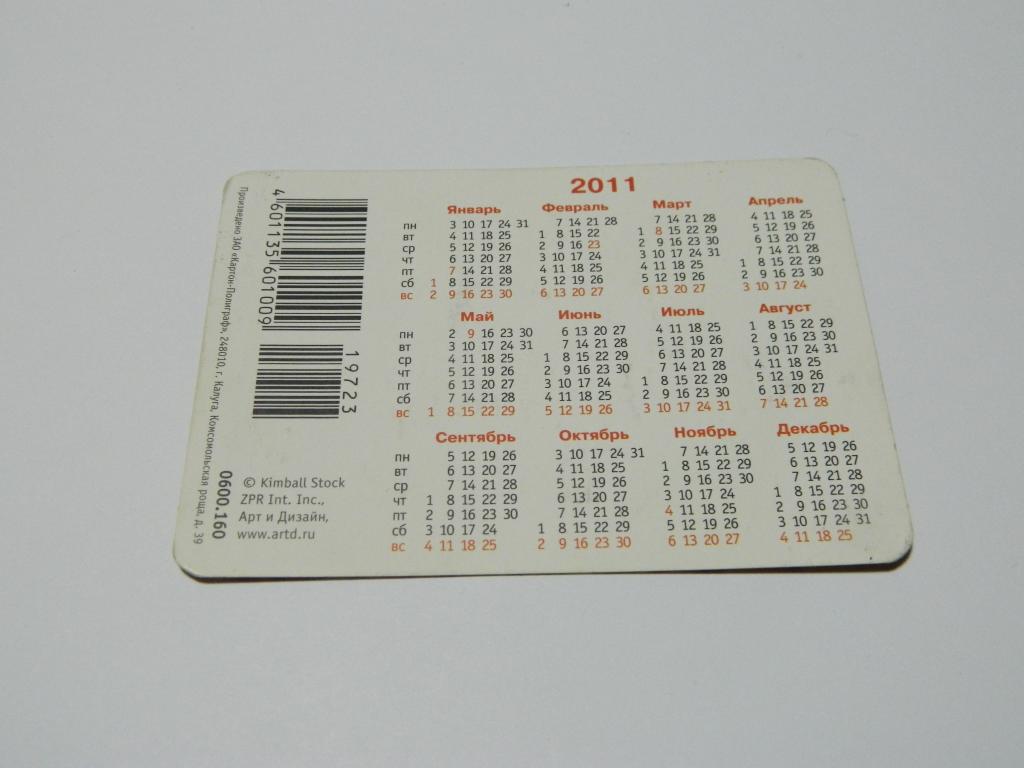 2011
Январь Февраль Март Апрель
пн 3 10 17 24 31 7 14 21 28 7 14 21 28 4 11 18 25
вт 4 11 18 25 1 8 15 22 1 8 15 22 29 5 12 19 26
ср 5 12 19 26 2 9 16 23 2 9 16 23 30 6 13 20 27
чт 6 13 20 27 3 10 17 24 3 10 17 24 31 7 14 21 28
пт 7 14 21 28 4 11 18 25 4 11 18 25 1 8 15 22 29
сб 1 8 15 22 29 5 12 19 26 5 12 19 26 2 9 16 23 30
вс 2 9 16 23 30 6 13 20 27 6 13 20 27 3 10 17 24
Май Июнь Июль Август
пн 2 9 16 23 30 6 13 20 27 4 11 18 25 1 8 15 22 29
вт 3 10 17 24 31 7 14 21 28 5 12 19 26 2 9 16 23 30
ср 4 11 18 25 1 8 15 22 29 6 13 20 27 3 10 17 24 31
чт 5 12 19 26 2 9 16 23 30 7 14 21 28 4 11 18 25
пт 6 13 20 27 3 10 17 24 1 8 15 22 29 5 12 19 26
сб 7 14 21 28 4 11 18 25 2 9 16 23 30 6 13 20 27
вс 1 8 15 22 29 5 12 19 26 3 10 17 24 31 7 14 21 28
Сентябрь Октябрь Ноябрь Декабрь
пн 5 12 19 26 3 10 17 24 31 7 14 21 28 5 12 19 26
вт 6 13 20 27 4 11 18 25 1 8 15 22 29 6 13 20 27
ср 7 14 21 28 5 12 19 26 2 9 16 23 30 7 14 21 28
чт 1 8 15 22 29 6 13 20 27 3 10 17 24 1 8 15 22 29
пт 2 9 16 23 30 7 14 21 28 4 11 18 25 2 9 16 23 30
сб 3 10 17 24 1 8 15 22 29 5 12 19 26 3 10 17 24 31
вс 4 11 18 25 2 9 16 23 30 6 13 20 27 4 11 18 25
4601135601009
19723
© Kimball Stock
ZPR Int. Inc.,
Арт и Дизайн,
www.artd.ru
0600.160
Произведено ЗАО «Картон-Полиграф», 248010, г. Калуга, Комсомольская роща, д. 39